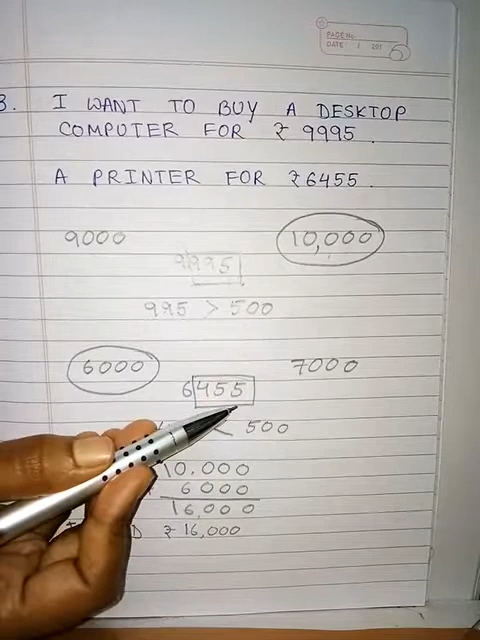 PAGE No.
DATE / / 201
3. I WANT TO BUY A DESKTOP
COMPUTER FOR ₹ 9995.
A PRINTER FOR ₹6455.
9000 10,000
9995
995 > 500
6000 7000
6455
< 500
10,000
6000
16,000
D ₹ 16,000